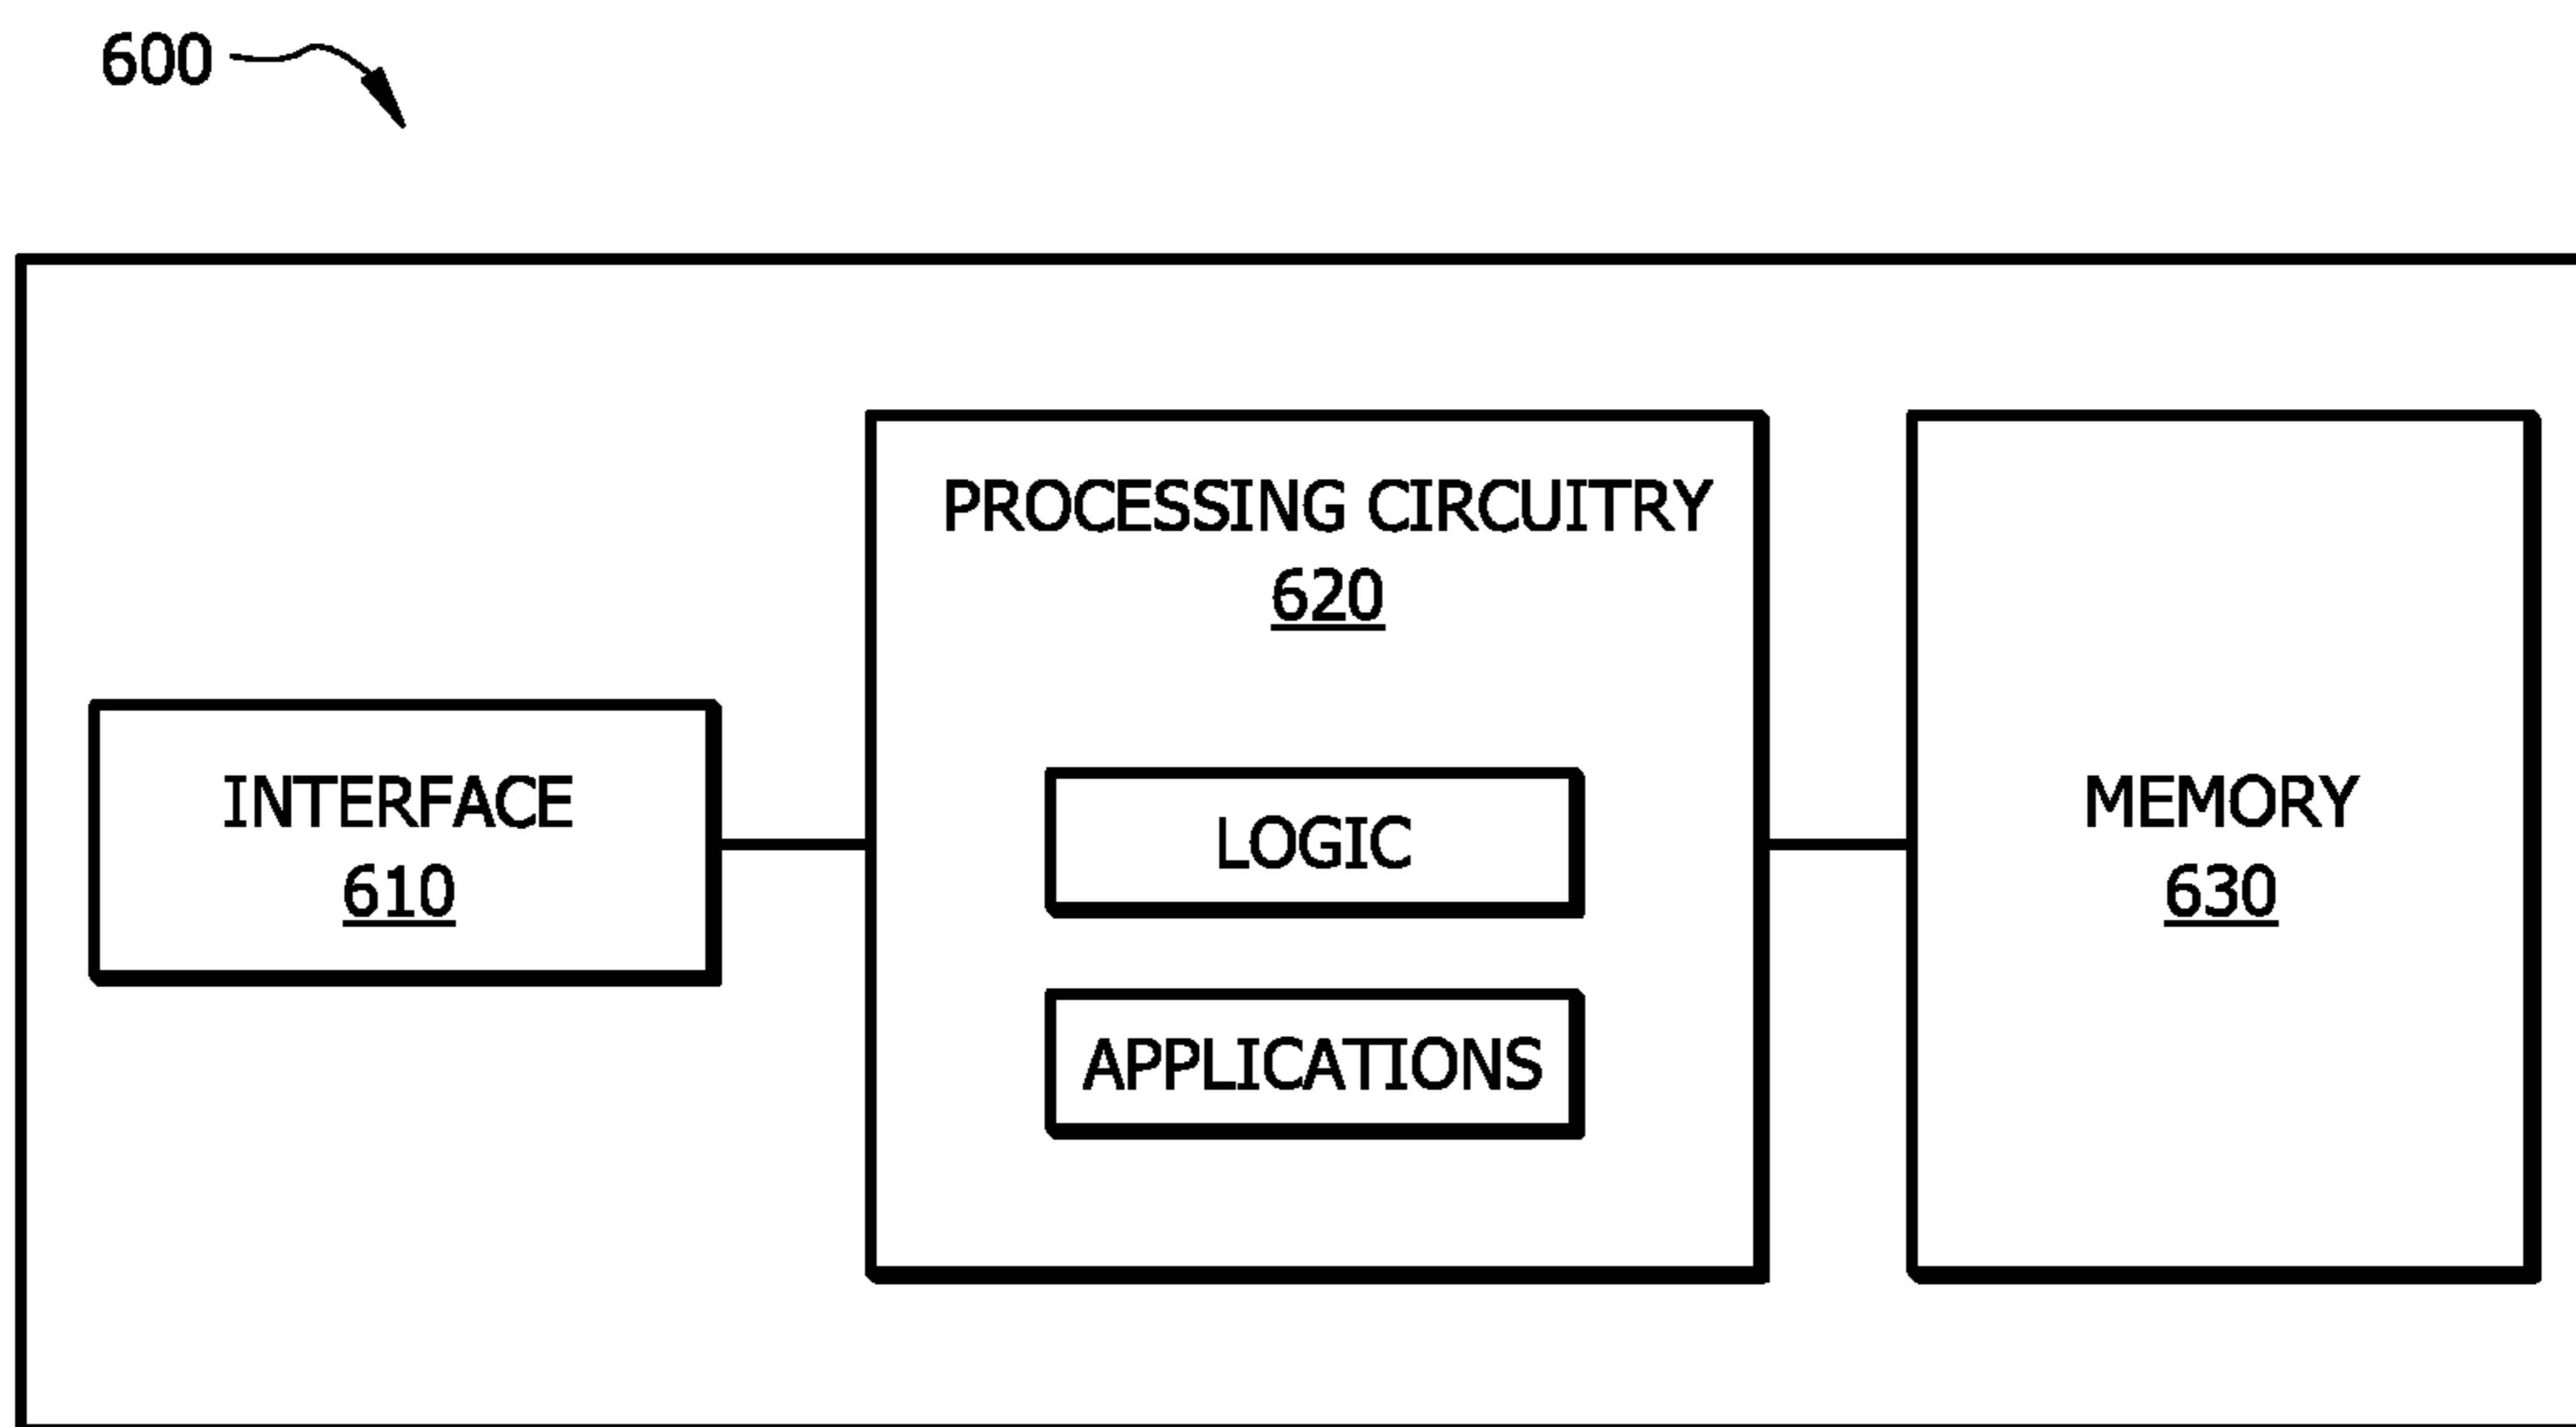 600
PROCESSING CIRCUITRY
620
INTERFACE
610
LOGIC
APPLICATIONS
MEMORY
630